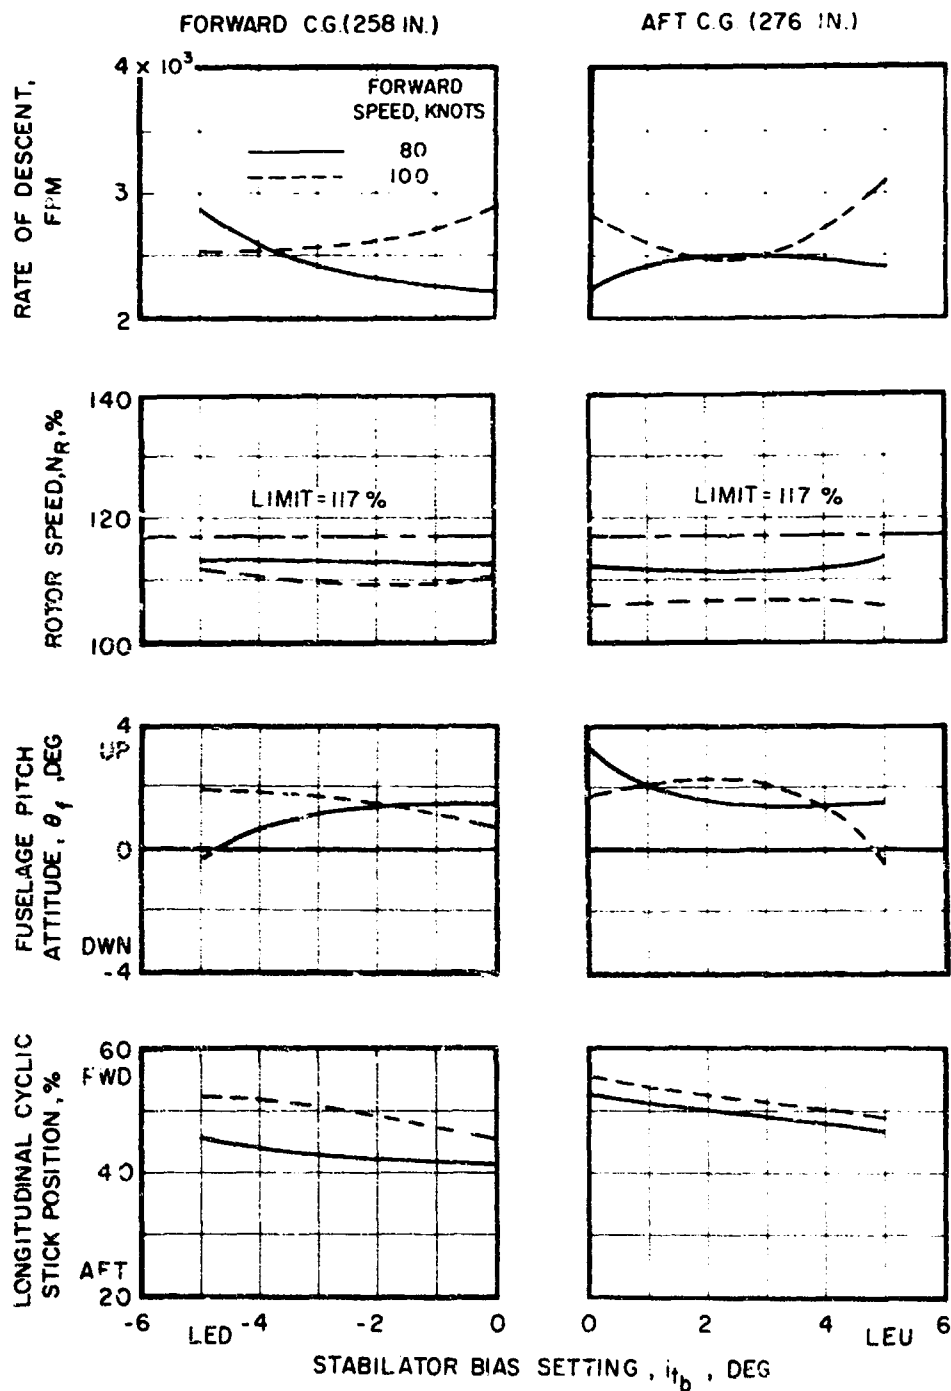 FORWARD C.G.(258 IN.)
AFT C.G. (276 IN.)
RATE OF DESCENT,
FPM
4 × 10³
3
2
FORWARD
SPEED, KNOTS
80
100
ROTOR SPEED,NR,%
140
120
100
LIMIT=117 %
LIMIT=117 %
FUSELAGE PITCH
ATTITUDE, θf ,DEG
4
UP
0
DWN
-4
LONGITUDINAL CYCLIC
STICK POSITION, %
60
FWD
40
AFT
20
-6 -4 -2 0
LED
0 2 4 6
LEU
STABILATOR BIAS SETTING , itb , DEG